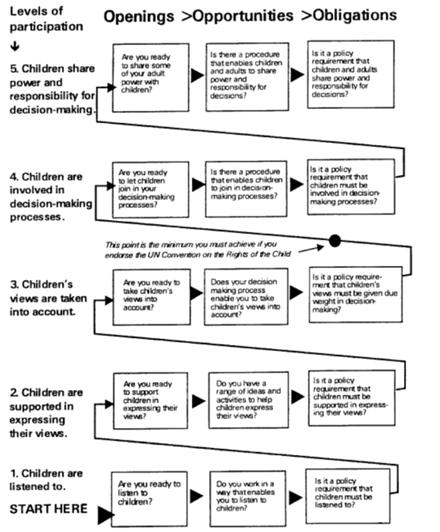 Levels of
participation
Openings >Opportunities >Obligations
5. Children share
power and
responsibility for
decision-making.
Are you ready
to share some
of your adult
power with
children?
Is there a procedure
that enables children
and adults to share
power and
responsibility for
decisions?
Is it a policy
requirement that
children and adults
share power and
responsibility for
decisions?
4. Children are
involved in
decision-making
processes.
Are you ready
to let children
join in your
decision-making
processes?
Is there a procedure
that enables children
to join in decision-
making processes?
Is it a policy
requirement that
children must be
involved in decision-
making processes?
This point is the minimum you must achieve if you
endorse the UN Convention on the Rights of the Child
3. Children's
views are taken
into account.
Are you ready to
take children's
views into
account?
Does your decision
making process
enable you to take
children's views into
account?
Is it a policy require-
ment that children's
views must be given due
weight in decision-
making?
2. Children are
supported in
expressing
their views.
Are you ready
to support
children in
expressing their
views?
Do you have a
range of ideas and
activities to help
children express
their views?
Is it a policy
requirement that
children must be
supported in express-
ing their views?
1. Children are
listened to.
START HERE
Are you ready to
listen to
children?
Do you work in a
way that enables
you to listen to
children?
Is it a policy
requirement that
children must be
listened to?